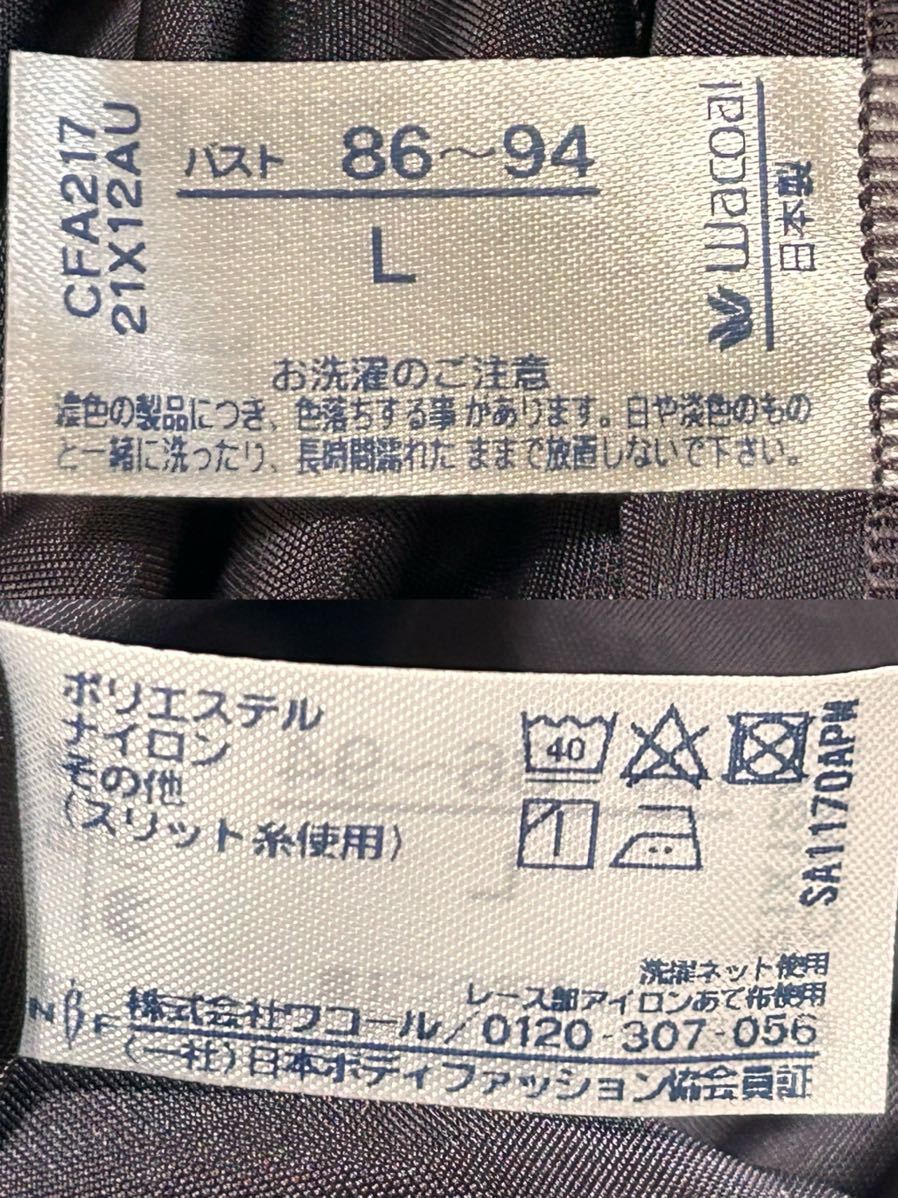 CFA217
21X12AU
バスト 86～94
L
wacoal
日本製
お洗濯のご注意
濃色の製品につき、色落ちする事があります。白や淡色のもの
と一緒に洗ったり、長時間濡れたままで放置しないで下さい。
ポリエステル
ナイロン
その他
(スリット糸使用)
40
SA1170APW
洗濯ネット使用
レース部アイロンあて布使用
N B F
株式会社ワコール/0120-307-056
(一社)日本ボディファッション協会員証